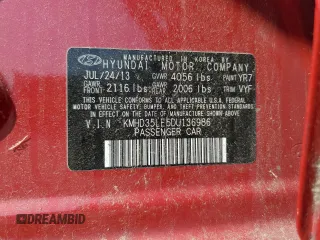 MANUFACTURED IN KOREA BY
HYUNDAI MOTOR COMPANY
JUL/24/13 GVWR 4056 lbs PAINT YR7
GAWR FRONT 2116 lbs GAWR REAR 2006 lbs TRIM VYF
THIS VEHICLE CONFORMS TO ALL APPLICABLE U.S.
FEDERAL MOTOR VEHICLE SAFETY, BUMPER, AND THEFT
PREVENTION STANDARDS IN EFFECT ON THE DATE OF
MANUFACTURE SHOWN ABOVE.
V.I.N KMHD35LE5DU136986
PASSENGER CAR
DREAMBID